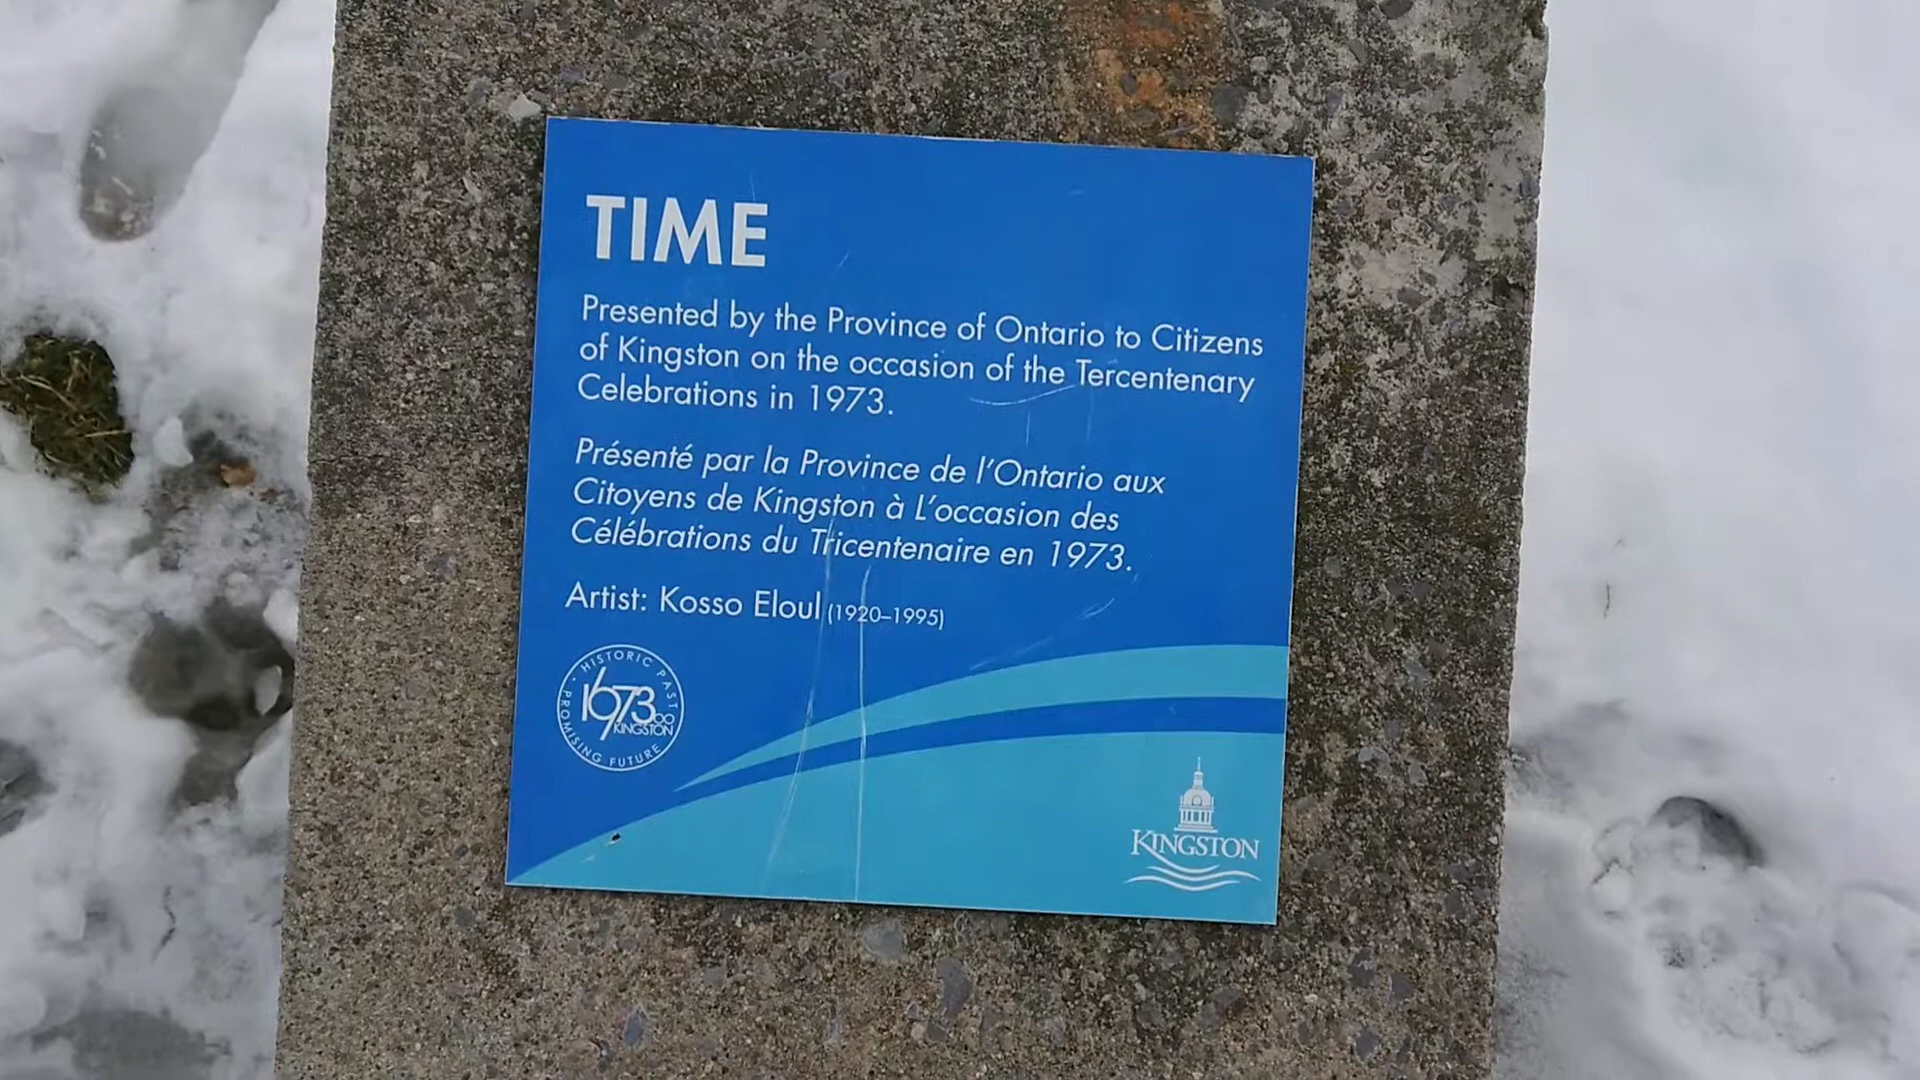 TIME
Presented by the Province of Ontario to Citizens
of Kingston on the occasion of the Tercentenary
Celebrations in 1973.
Présenté par la Province de l'Ontario aux
Citoyens de Kingston à L'occasion des
Célébrations du Tricentenaire en 1973.
Artist: Kosso Eloul (1920–1995)
HISTORIC PAST
1673
KINGSTON
PROMISING FUTURE
KINGSTON